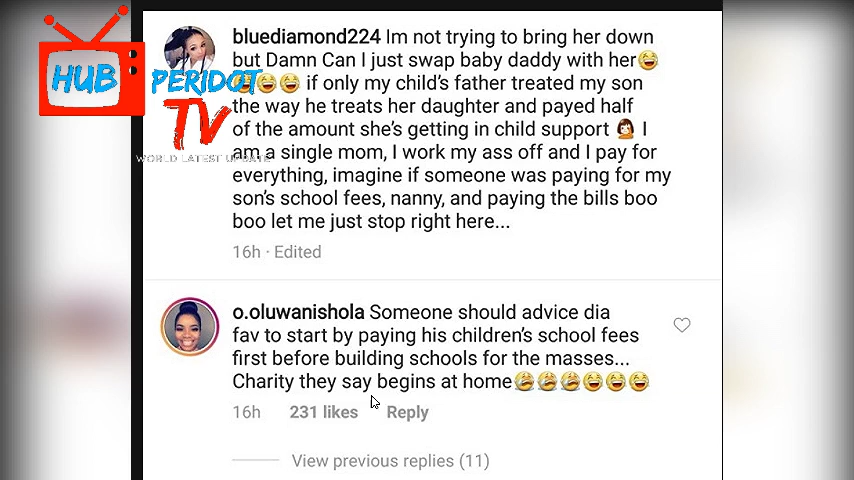 HUB
PERIDOT
TV
WORLD LATEST UPDATE
bluediamond224 Im not trying to bring her down
but Damn Can I just swap baby daddy with her😂
😂😂😂 if only my child's father treated my son
the way he treats her daughter and payed half
of the amount she's getting in child support 🤦 I
am a single mom, I work my ass off and I pay for
everything, imagine if someone was paying for my
son's school fees, nanny, and paying the bills boo
boo let me just stop right here...
16h · Edited
o.oluwanishola Someone should advice dia
fav to start by paying his children's school fees
first before building schools for the masses...
Charity they say begins at home😭😭😭😂😂😂
16h 231 likes Reply
View previous replies (11)